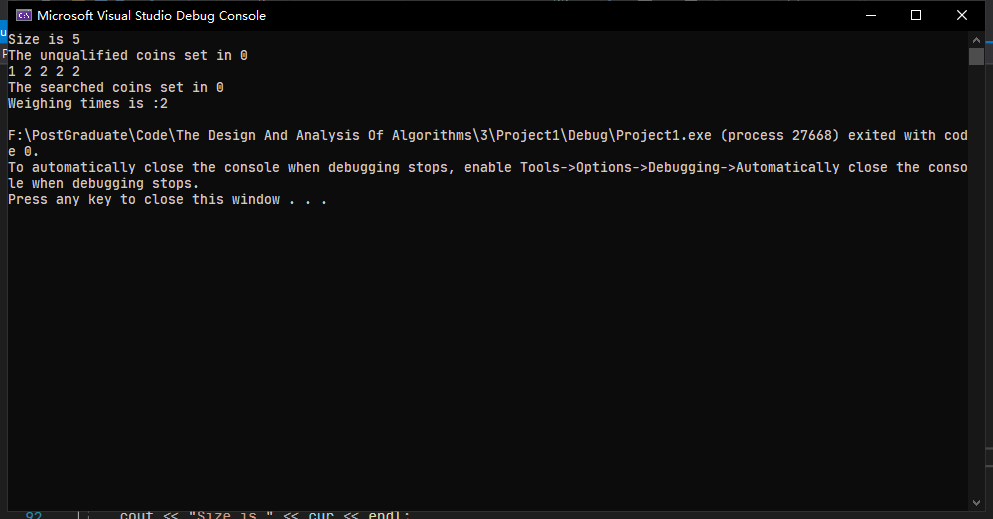 Microsoft Visual Studio Debug Console
Size is 5
The unqualified coins set in 0
1 2 2 2 2
The searched coins set in 0
Weighing times is :2
F:\PostGraduate\Code\The Design And Analysis Of Algorithms\3\Project1\Debug\Project1.exe (process 27668) exited with cod
e 0.
To automatically close the console when debugging stops, enable Tools->Options->Debugging->Automatically close the conso
le when debugging stops.
Press any key to close this window . . .
92 cout << "Size is " << cur << endl;